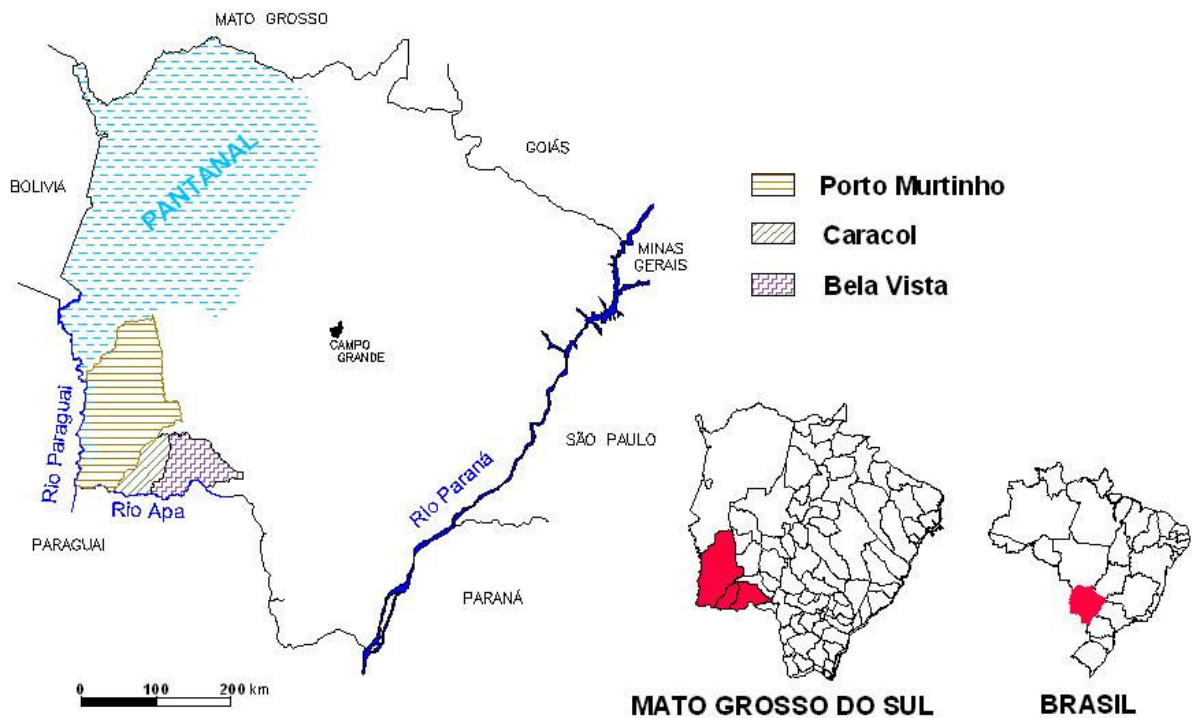 MATO GROSSO
GOIÁS
BOLIVIA
PANTANAL
MINAS
GERAIS
CAMPO
GRANDE
Rio Paraguai
Rio Apa
PARAGUAI
Rio Paraná
SÃO PAULO
PARANÁ
0 100 200 km
Porto Murtinho
Caracol
Bela Vista
MATO GROSSO DO SUL
BRASIL